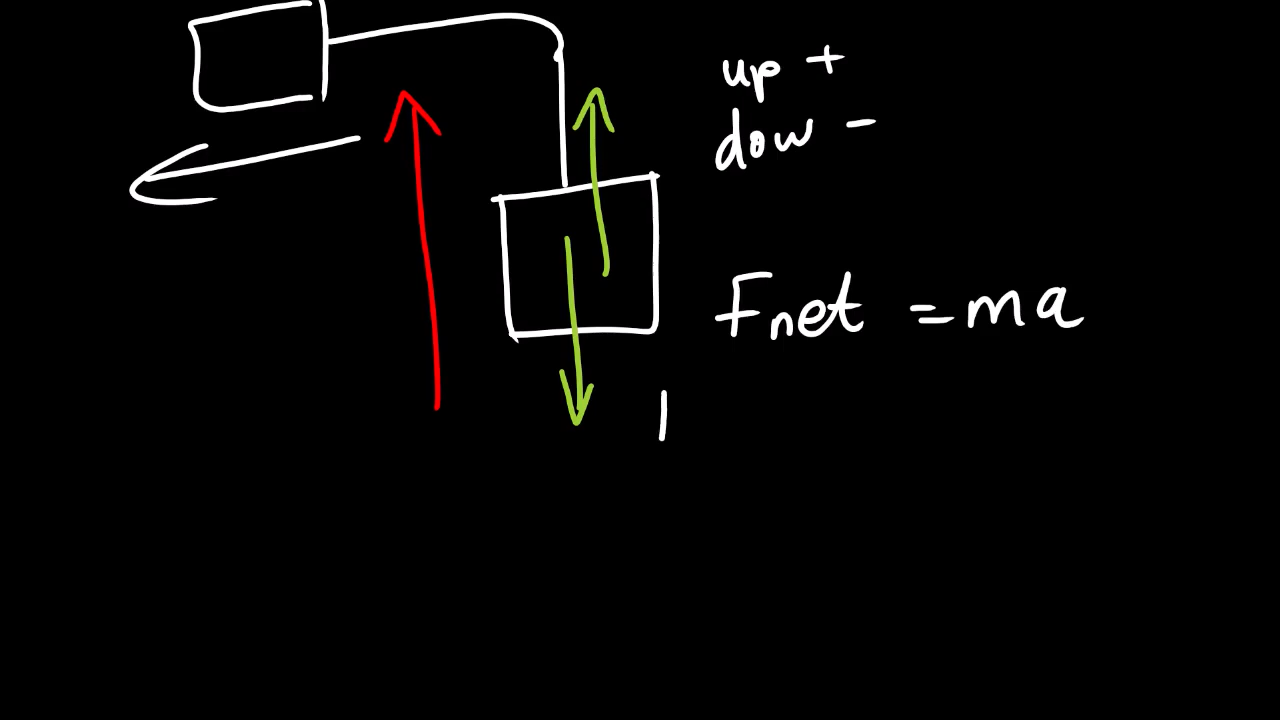 up +
dow -
Fnet = ma